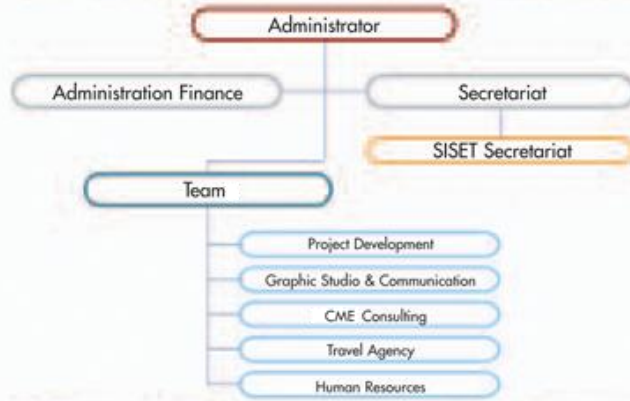 Administrator
Administration Finance
Secretariat
SISET Secretariat
Team
Project Development
Graphic Studio & Communication
CME Consulting
Travel Agency
Human Resources